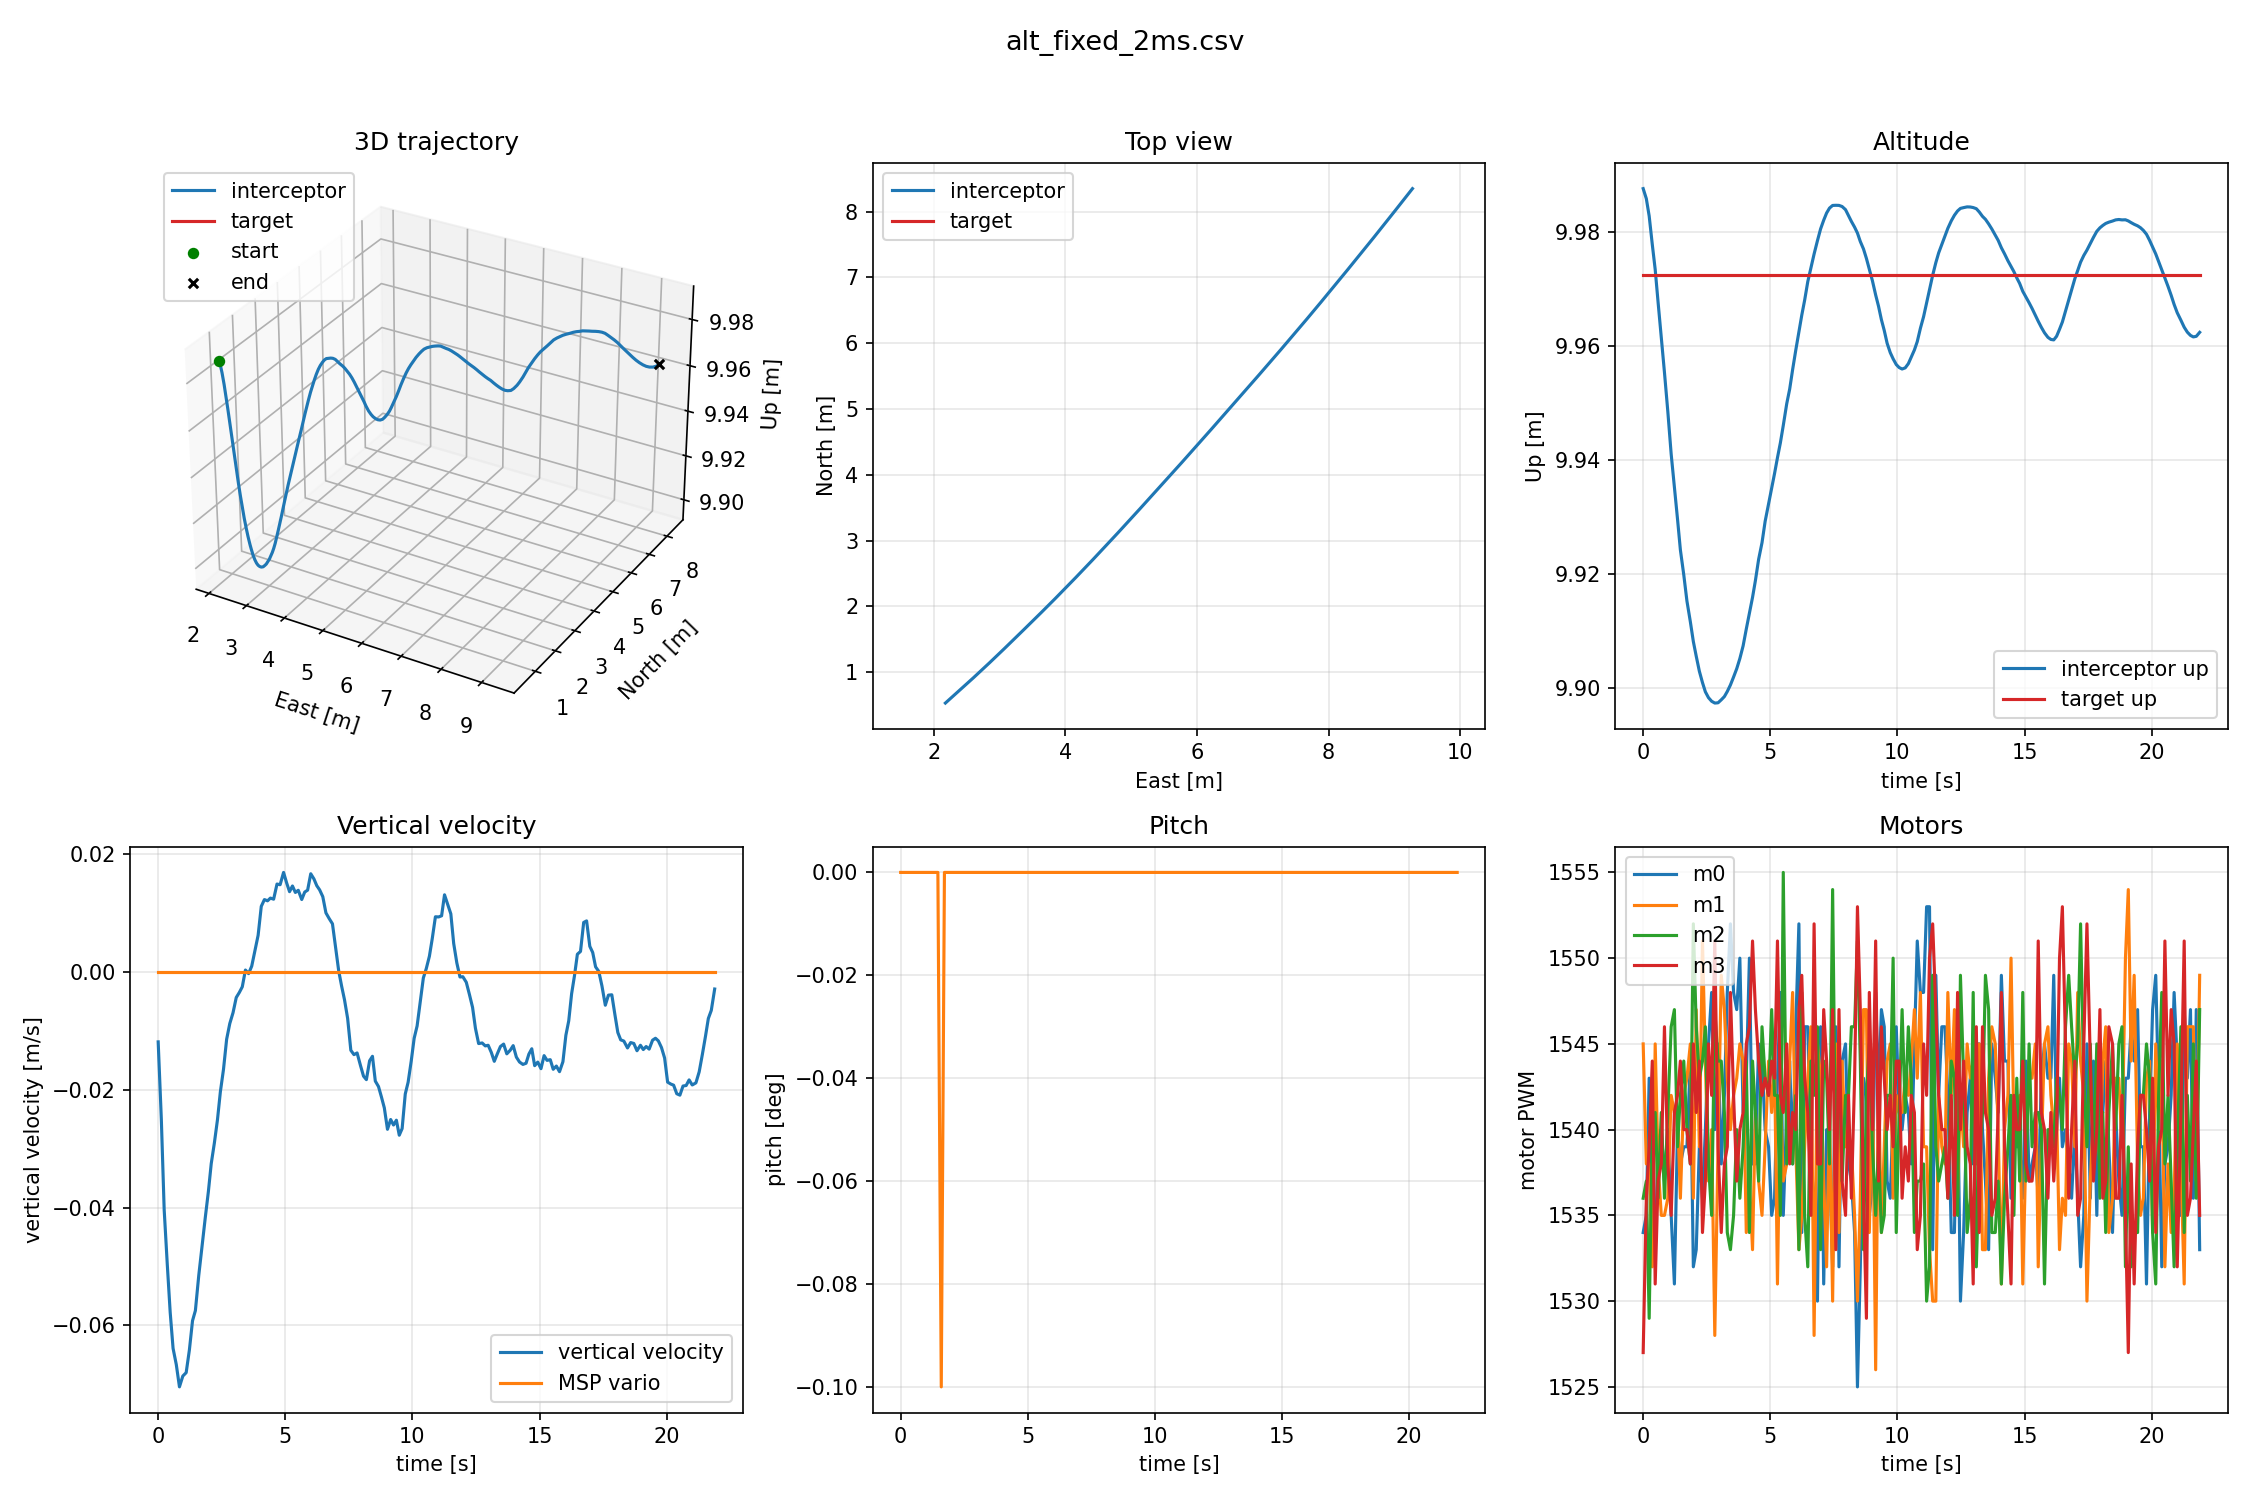 alt_fixed_2ms.csv
3D trajectory
interceptor
target
start
end
9.98
9.96
9.94
9.92
9.90
Up [m]
2 3 4 5 6 7 8 9
East [m]
1 2 3 4 5 6 7 8
North [m]
Top view
interceptor
target
8
7
6
5
4
3
2
1
North [m]
2 4 6 8 10
East [m]
Altitude
9.98
9.96
9.94
9.92
9.90
Up [m]
interceptor up
target up
0 5 10 15 20
time [s]
Vertical velocity
0.02
0.00
−0.02
−0.04
−0.06
vertical velocity [m/s]
vertical velocity
MSP vario
0 5 10 15 20
time [s]
Pitch
0.00
−0.02
−0.04
−0.06
−0.08
−0.10
pitch [deg]
0 5 10 15 20
time [s]
Motors
m0
m1
m2
m3
1555
1550
1545
1540
1535
1530
1525
motor PWM
0 5 10 15 20
time [s]